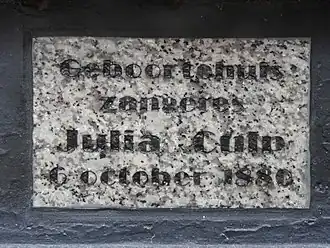 Geboortehuis
zangeres
Julia Culp
6 october 1880